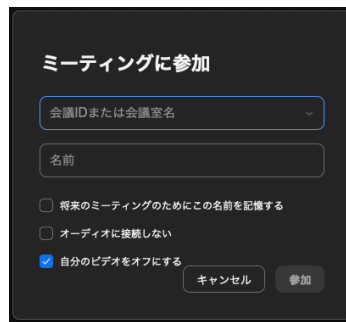 ミーティングに参加
会議IDまたは会議室名
名前
将来のミーティングのためにこの名前を記憶する
オーディオに接続しない
自分のビデオをオフにする
キャンセル
参加